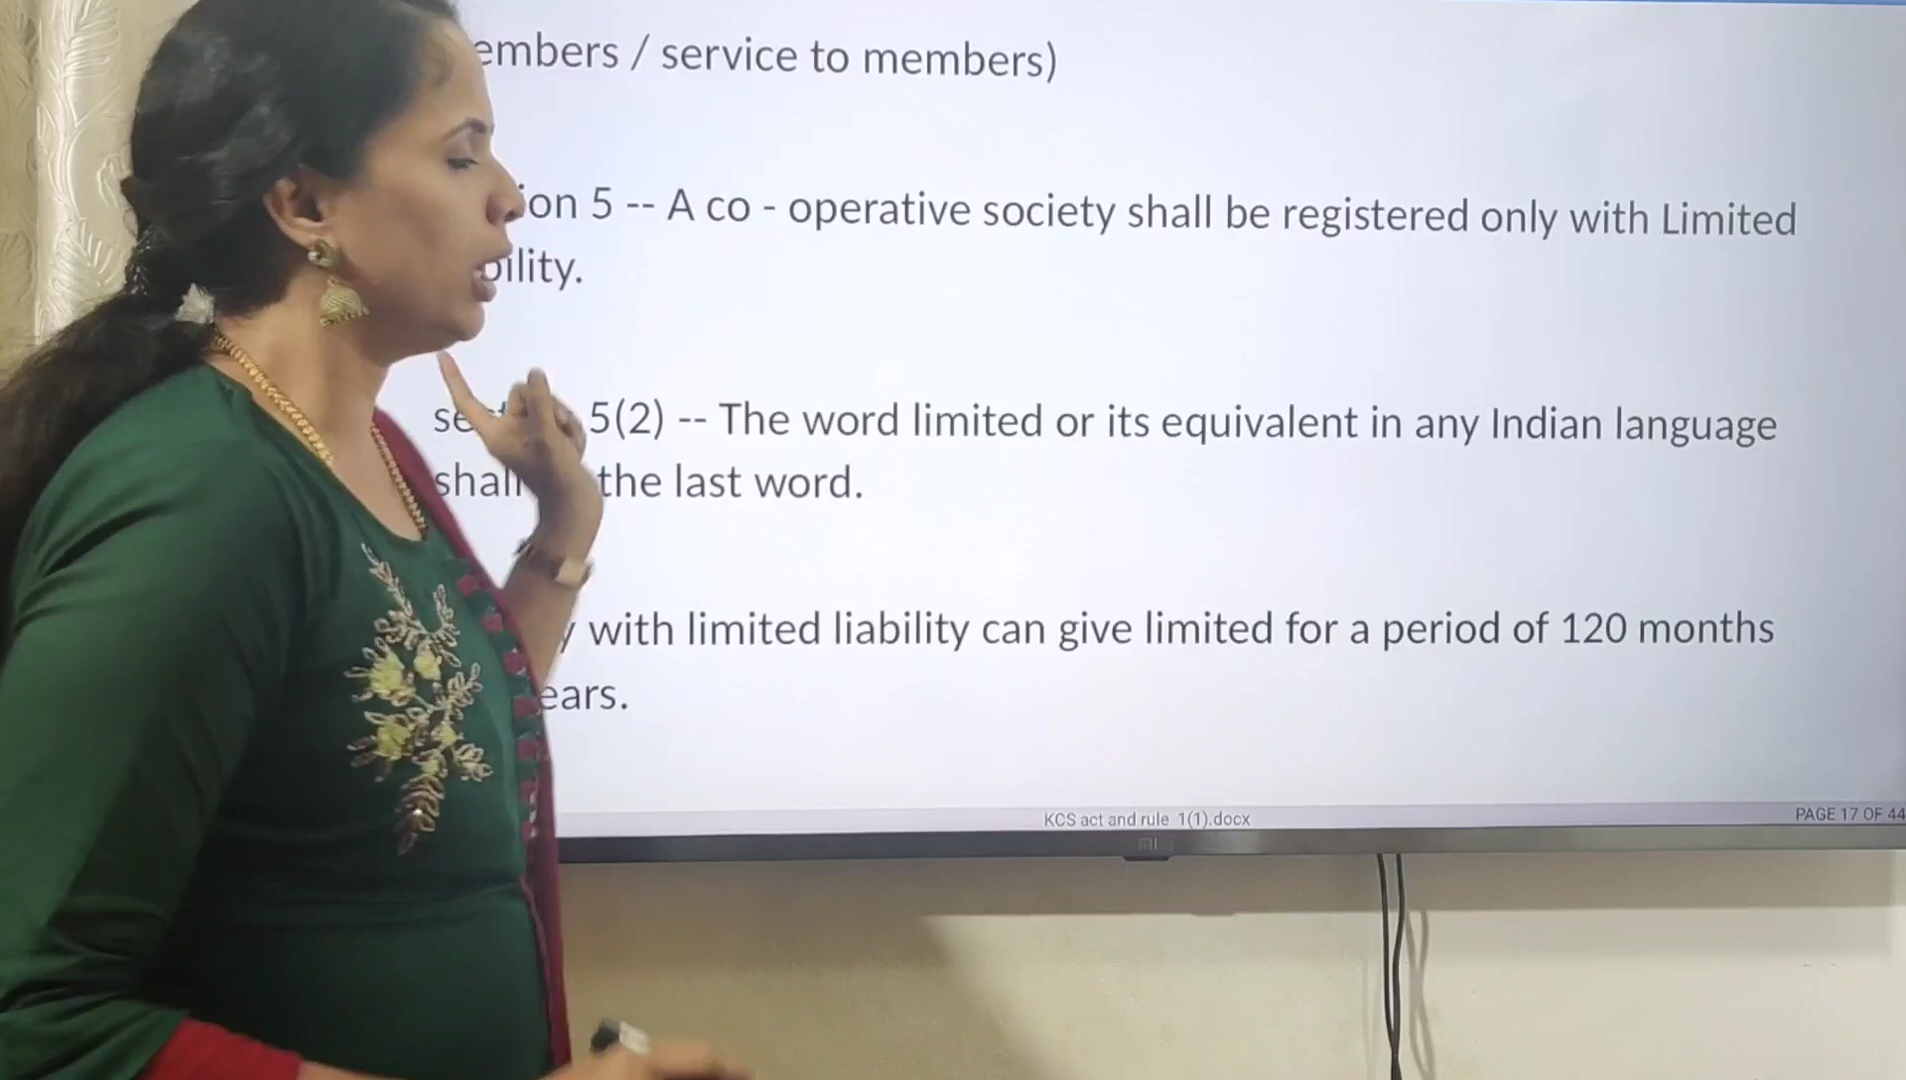 embers / service to members)
ion 5 -- A co - operative society shall be registered only with Limited
bility.
5(2) -- The word limited or its equivalent in any Indian language
shall the last word.
y with limited liability can give limited for a period of 120 months
ears.
KCS act and rule 1(1).docx
PAGE 17 OF 44
mi